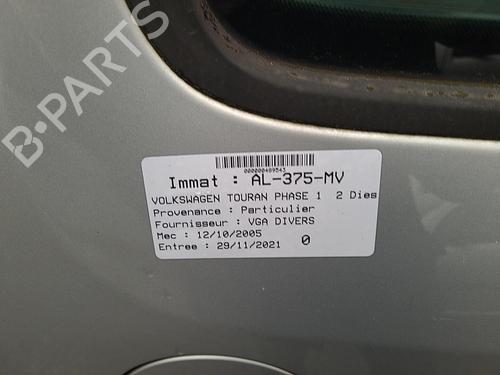 B-PARTS
000000489543
Immat : AL-375-MV
VOLKSWAGEN TOURAN PHASE 1 2 Dies
Provenance : Particulier
Fournisseur : VGA DIVERS
Mec : 12/10/2005
Entree : 29/11/2021 0